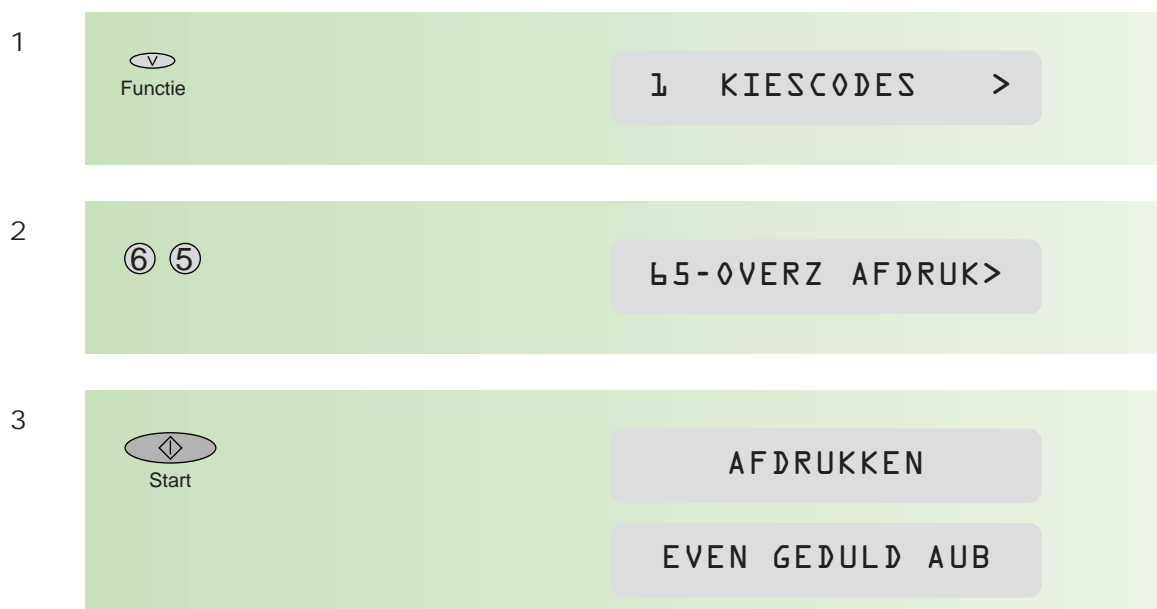 1
Functie
1 KIESCODES >
2
6 5
65-OVERZ AFDRUK>
3
Start
AFDRUKKEN
EVEN GEDULD AUB